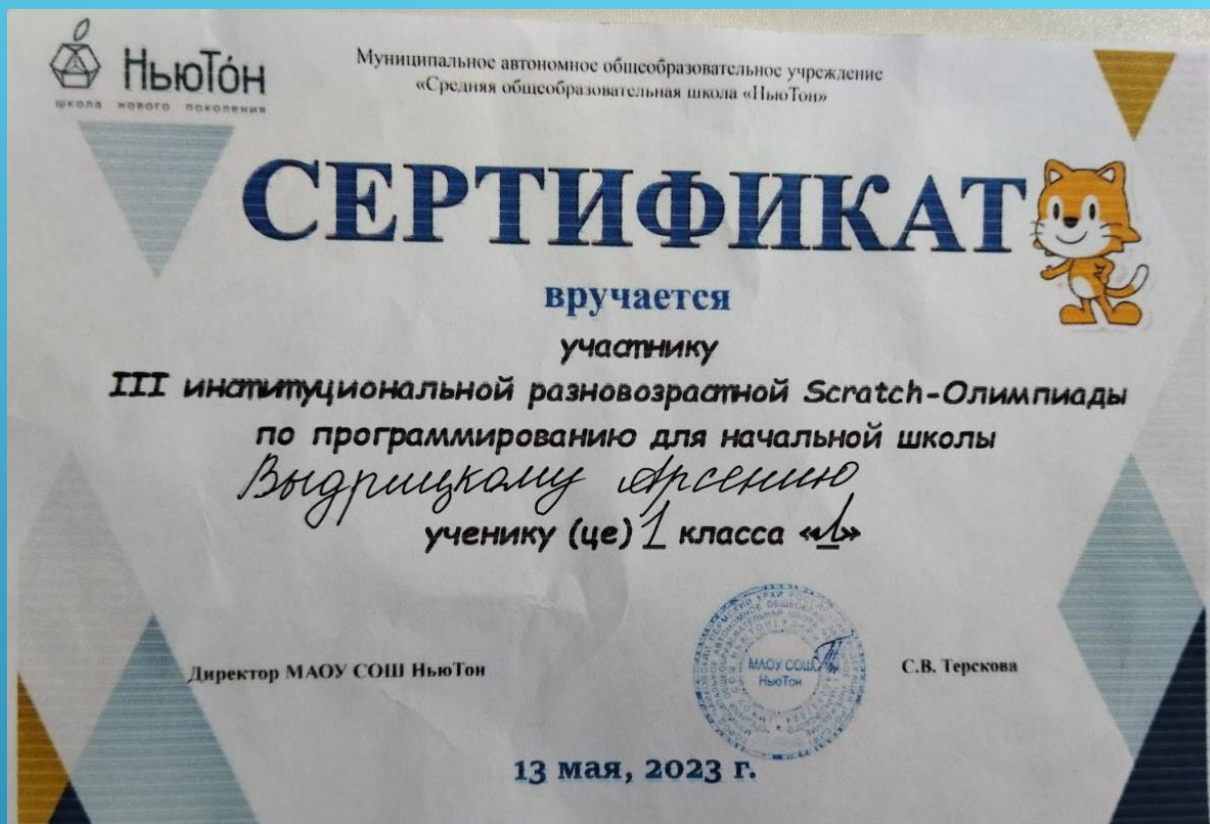 НьюТо́н
школа нового поколения
Муниципальное автономное общеобразовательное учреждение
«Средняя общеобразовательная школа «НьюТон»
СЕРТИФИКАТ
вручается
участнику
III институциональной разновозрастной Scratch-Олимпиады
по программированию для начальной школы
Выдрицкому Арсению
ученику (це) 1 класса «Л»
Директор МАОУ СОШ НьюТон
МАОУ СОШ
НьюТон
С.В. Терскова
13 мая, 2023 г.